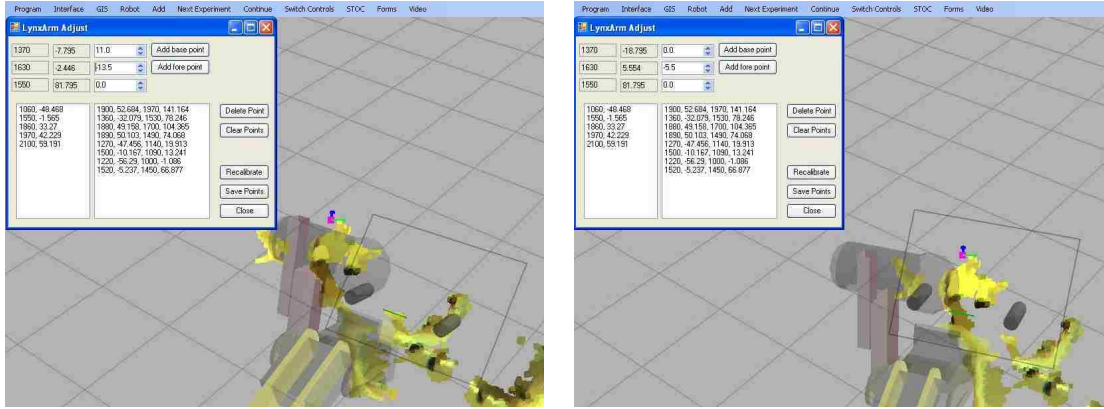 Program Interface GIS Robot Add Next Experiment Continue Switch Controls STOC Forms Video
LynxArm Adjust
1370 -7.795 11.0 Add base point
1630 -2.446 -13.5 Add fore point
1550 81.795 0.0
1060, -48.468
1550, -1.565
1860, 33.27
1970, 42.229
2100, 59.191
1900, 52.684, 1970, 141.164
1360, -32.079, 1530, 78.246
1880, 49.158, 1700, 104.365
1890, 50.103, 1490, 74.068
1270, -47.456, 1140, 19.913
1500, -10.167, 1090, 13.241
1220, -56.29, 1000, -1.086
1520, -5.237, 1450, 66.877
Delete Point
Clear Points
Recalibrate
Save Points
Close
Program Interface GIS Robot Add Next Experiment Continue Switch Controls STOC Forms Video
LynxArm Adjust
1370 -18.795 0.0 Add base point
1630 5.554 -5.5 Add fore point
1550 81.795 0.0
1060, -48.468
1550, -1.565
1860, 33.27
1970, 42.229
2100, 59.191
1900, 52.684, 1970, 141.164
1360, -32.079, 1530, 78.246
1880, 49.158, 1700, 104.365
1890, 50.103, 1490, 74.068
1270, -47.456, 1140, 19.913
1500, -10.167, 1090, 13.241
1220, -56.29, 1000, -1.086
1520, -5.237, 1450, 66.877
Delete Point
Clear Points
Recalibrate
Save Points
Close